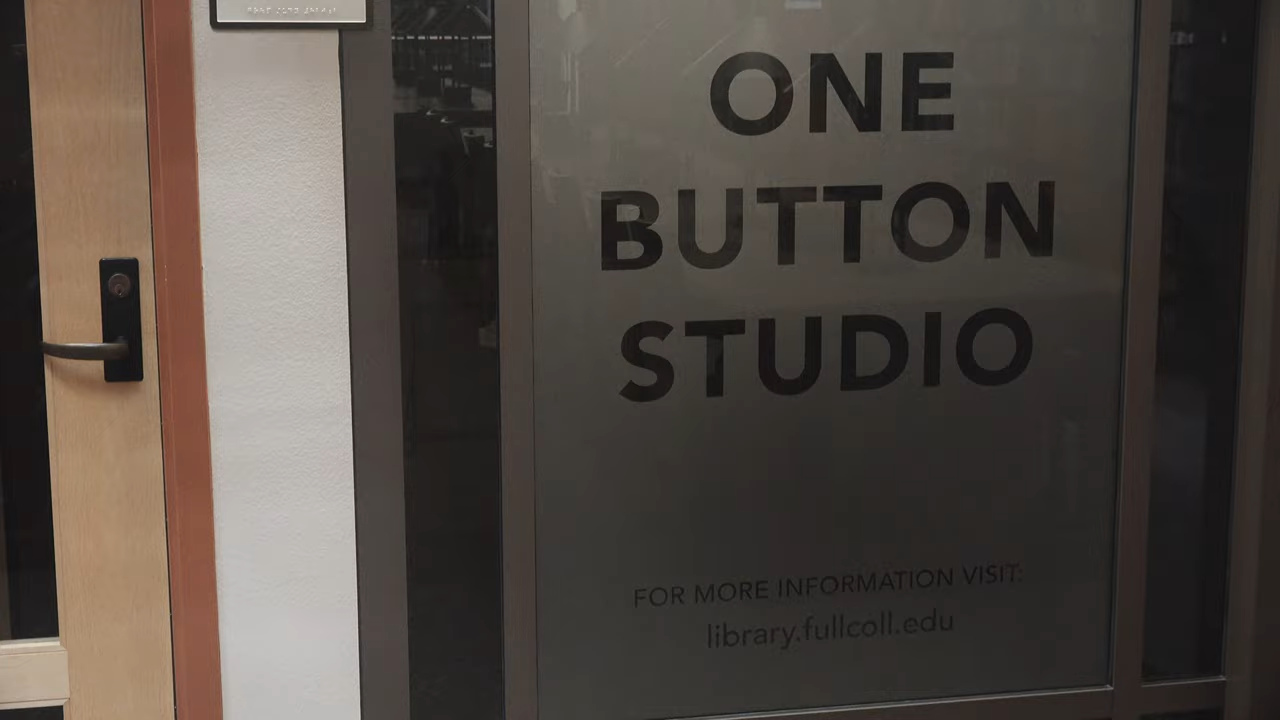 ONE
BUTTON
STUDIO
FOR MORE INFORMATION VISIT:
library.fullcoll.edu